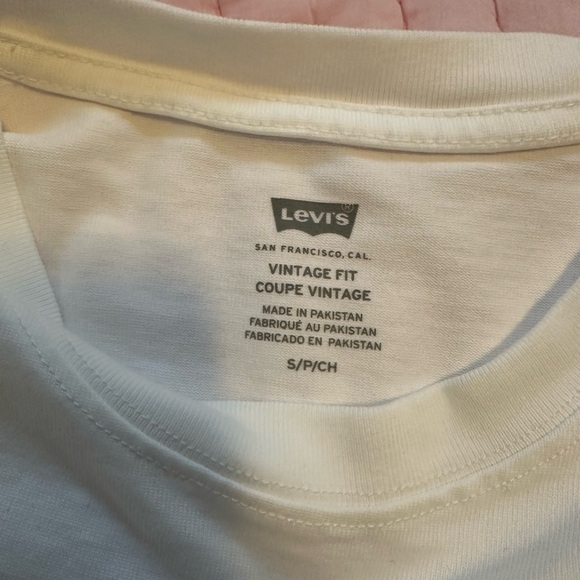 LEVI'S®
SAN FRANCISCO, CAL.
VINTAGE FIT
COUPE VINTAGE
MADE IN PAKISTAN
FABRIQUÉ AU PAKISTAN
FABRICADO EN PAKISTAN
S/P/CH